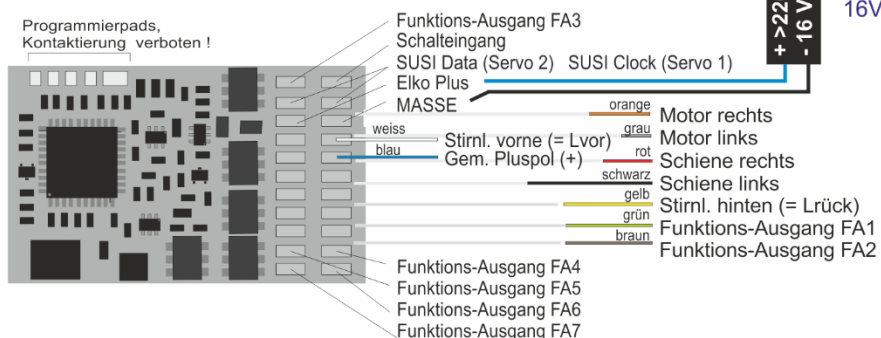 Programmierpads,
Kontaktierung verboten !
Funktions-Ausgang FA3
Schalteingang
SUSI Data (Servo 2) SUSI Clock (Servo 1)
Elko Plus
MASSE
+ >22
- 16 V
16V
weiss
Stirnl. vorne (= Lvor)
blau
Gem. Pluspol (+)
orange
Motor rechts
grau
Motor links
rot
Schiene rechts
schwarz
Schiene links
gelb
Stirnl. hinten (= Lrück)
grün
Funktions-Ausgang FA1
braun
Funktions-Ausgang FA2
Funktions-Ausgang FA4
Funktions-Ausgang FA5
Funktions-Ausgang FA6
Funktions-Ausgang FA7